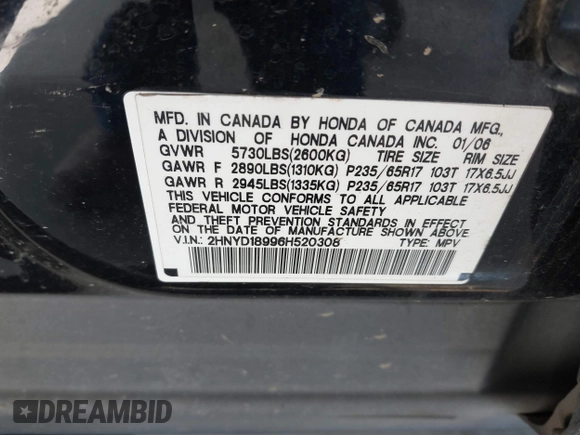 MFD. IN CANADA BY HONDA OF CANADA MFG.,
A DIVISION OF HONDA CANADA INC. 01/06
GVWR 5730LBS(2600KG) TIRE SIZE RIM SIZE
GAWR F 2890LBS(1310KG) P235/65R17 103T 17X6.5JJ
GAWR R 2945LBS(1335KG) P235/65R17 103T 17X6.5JJ
THIS VEHICLE CONFORMS TO ALL APPLICABLE
FEDERAL MOTOR VEHICLE SAFETY
AND THEFT PREVENTION STANDARDS IN EFFECT
ON THE DATE OF MANUFACTURE SHOWN ABOVE.
V.I.N.: 2HNYD18996H520308 TYPE: MPV
DREAMBID